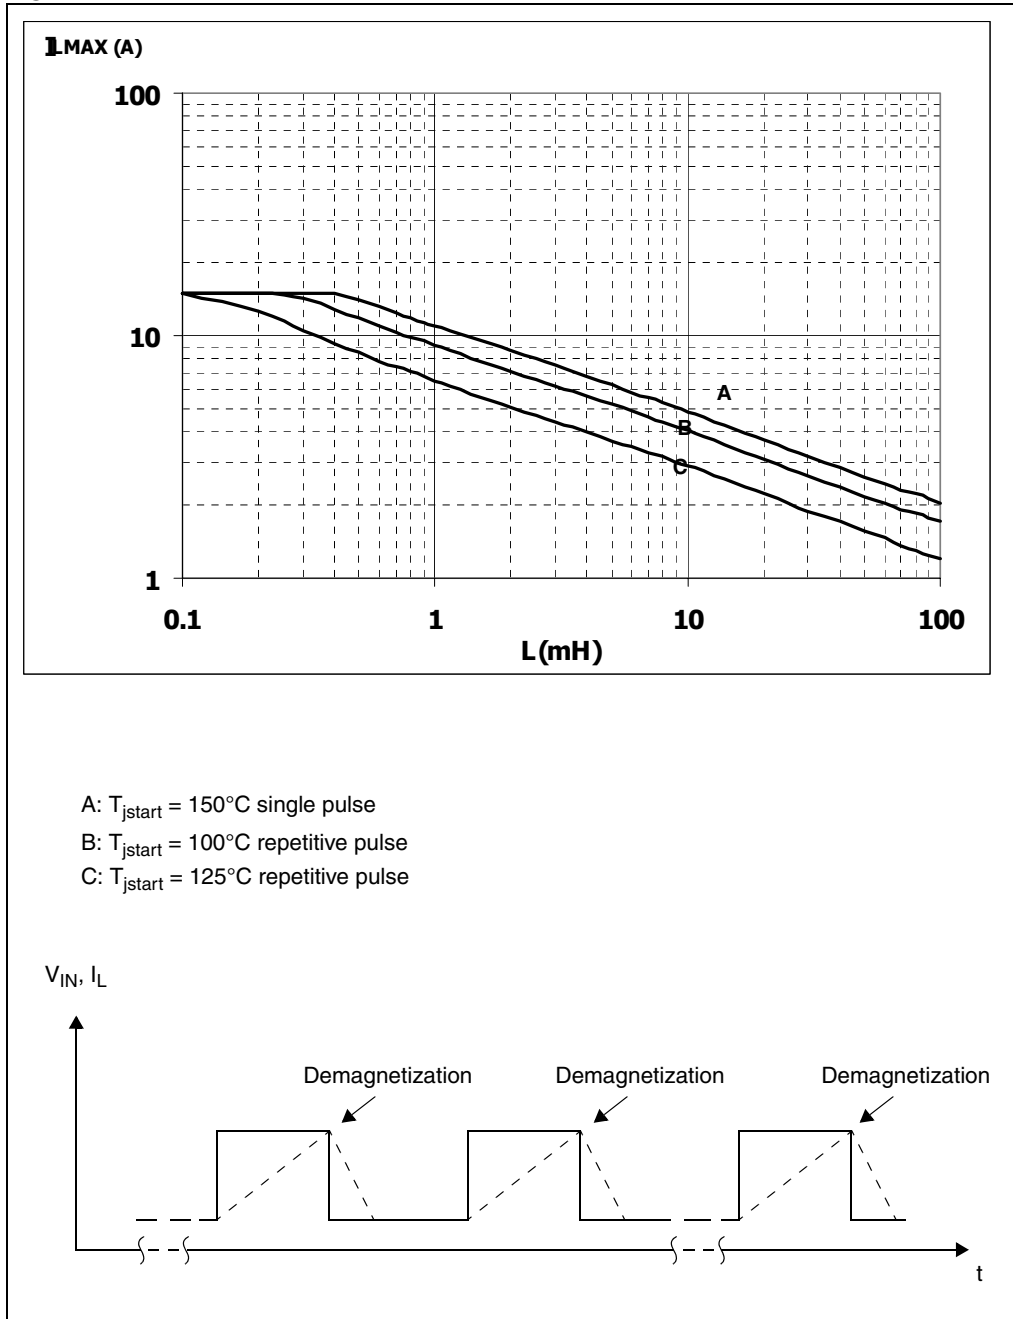 ILMAX (A)
100
10
1
A
B
C
0.1 1 10 100
L(mH)
A: Tjstart = 150°C single pulse
B: Tjstart = 100°C repetitive pulse
C: Tjstart = 125°C repetitive pulse
VIN, IL
Demagnetization Demagnetization Demagnetization
t